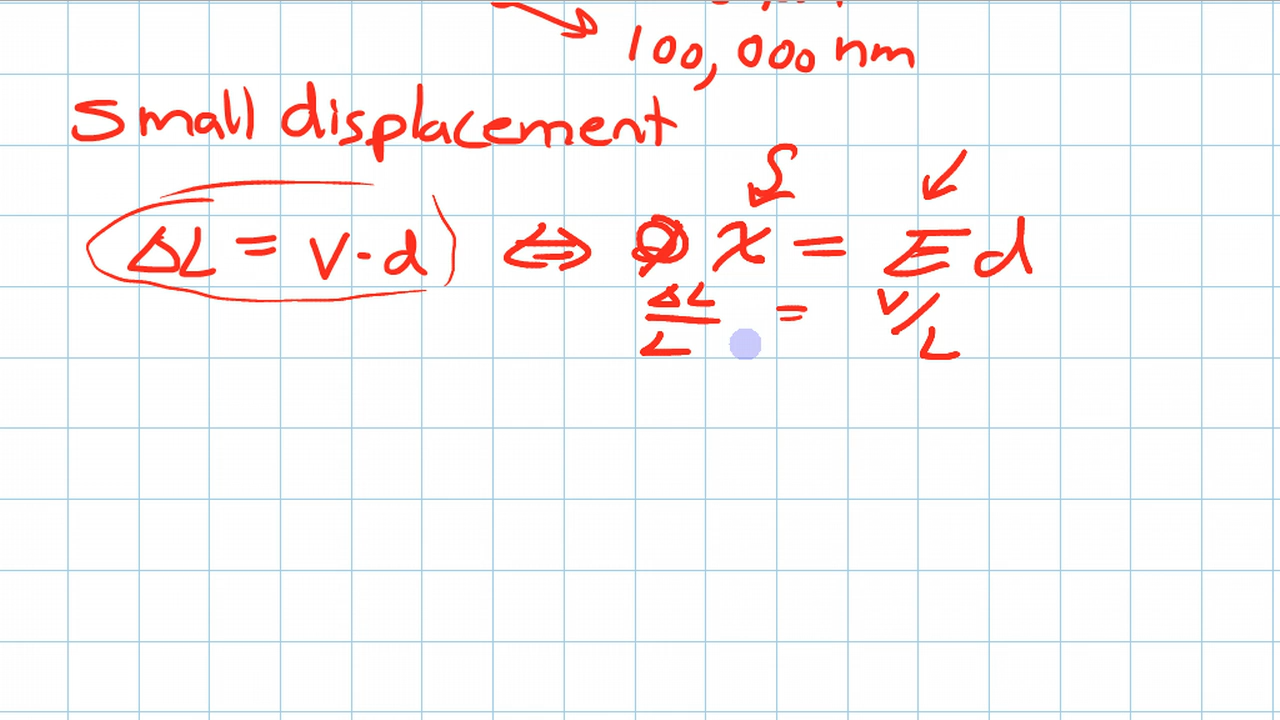 100,000 nm
small displacement
S
ΔL = V·d ⇔ x = E d
ΔL/L = V/L